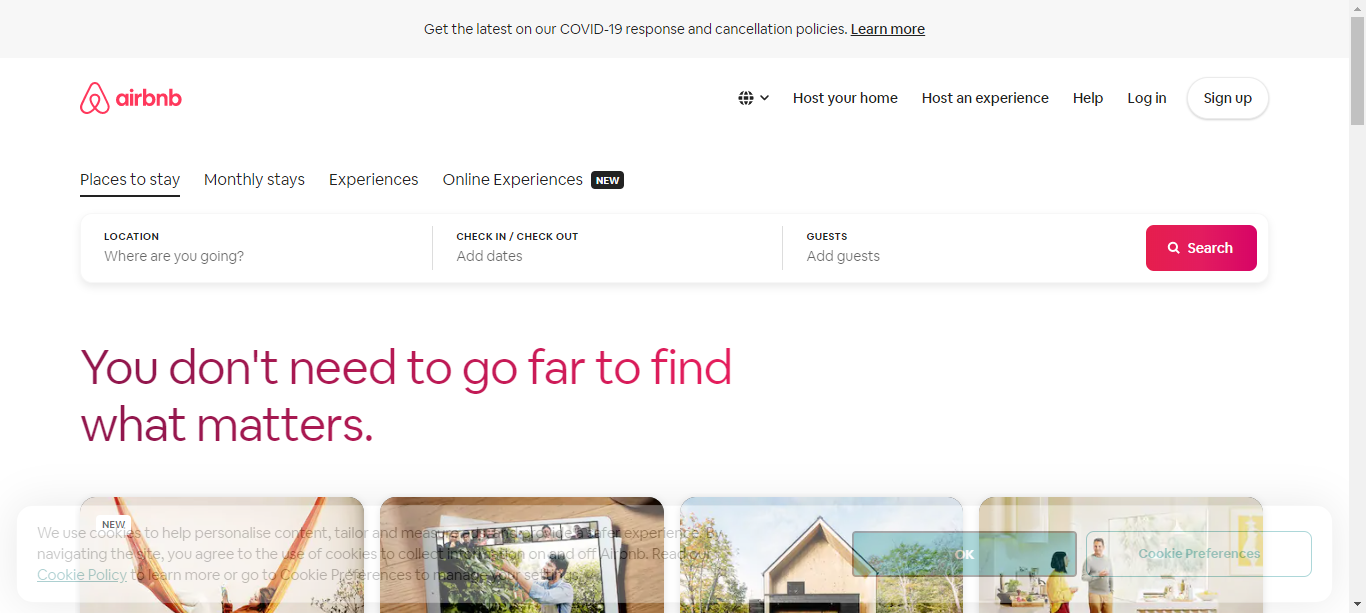 Get the latest on our COVID-19 response and cancellation policies. Learn more
airbnb
Host your home
Host an experience
Help
Log in
Sign up
Places to stay
Monthly stays
Experiences
Online Experiences NEW
LOCATION
Where are you going?
CHECK IN / CHECK OUT
Add dates
GUESTS
Add guests
Search
You don't need to go far to find
what matters.
NEW
We use cookies to help personalise content, tailor and measure ads and provide a safer experience. By
navigating the site, you agree to the use of cookies to collect information on and off Airbnb. Read our
Cookie Policy to learn more or go to Cookie Preferences to manage your settings.
OK
Cookie Preferences